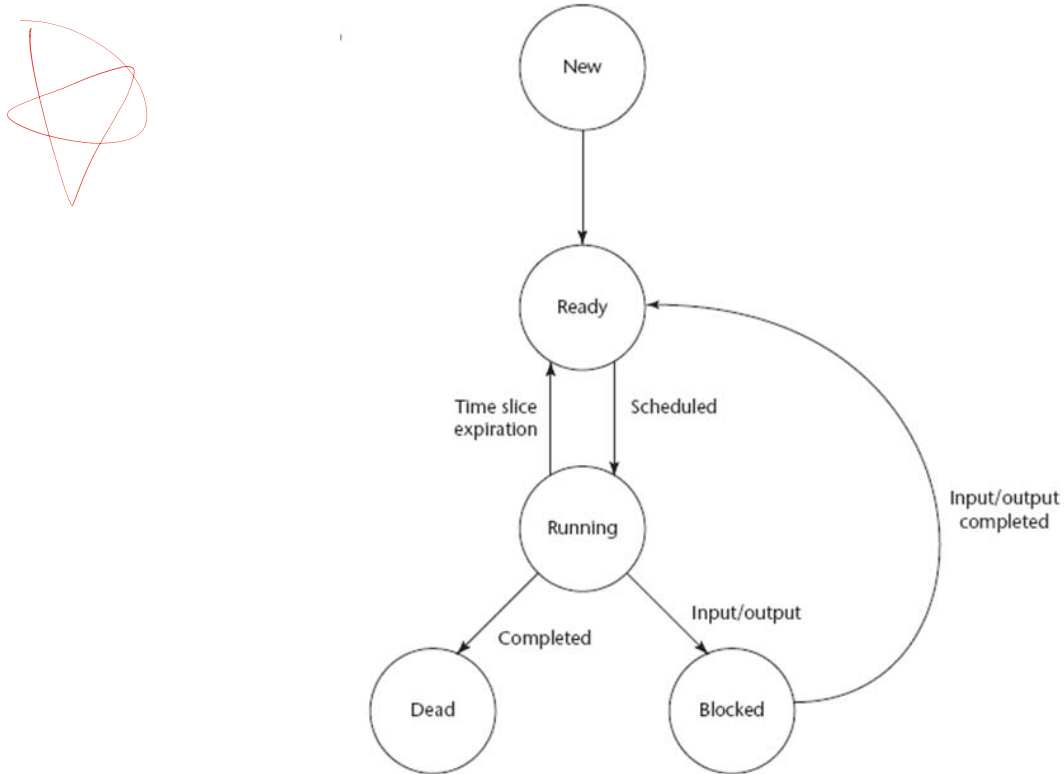 New
Ready
Time slice
expiration
Scheduled
Input/output
completed
Running
Input/output
Completed
Dead
Blocked